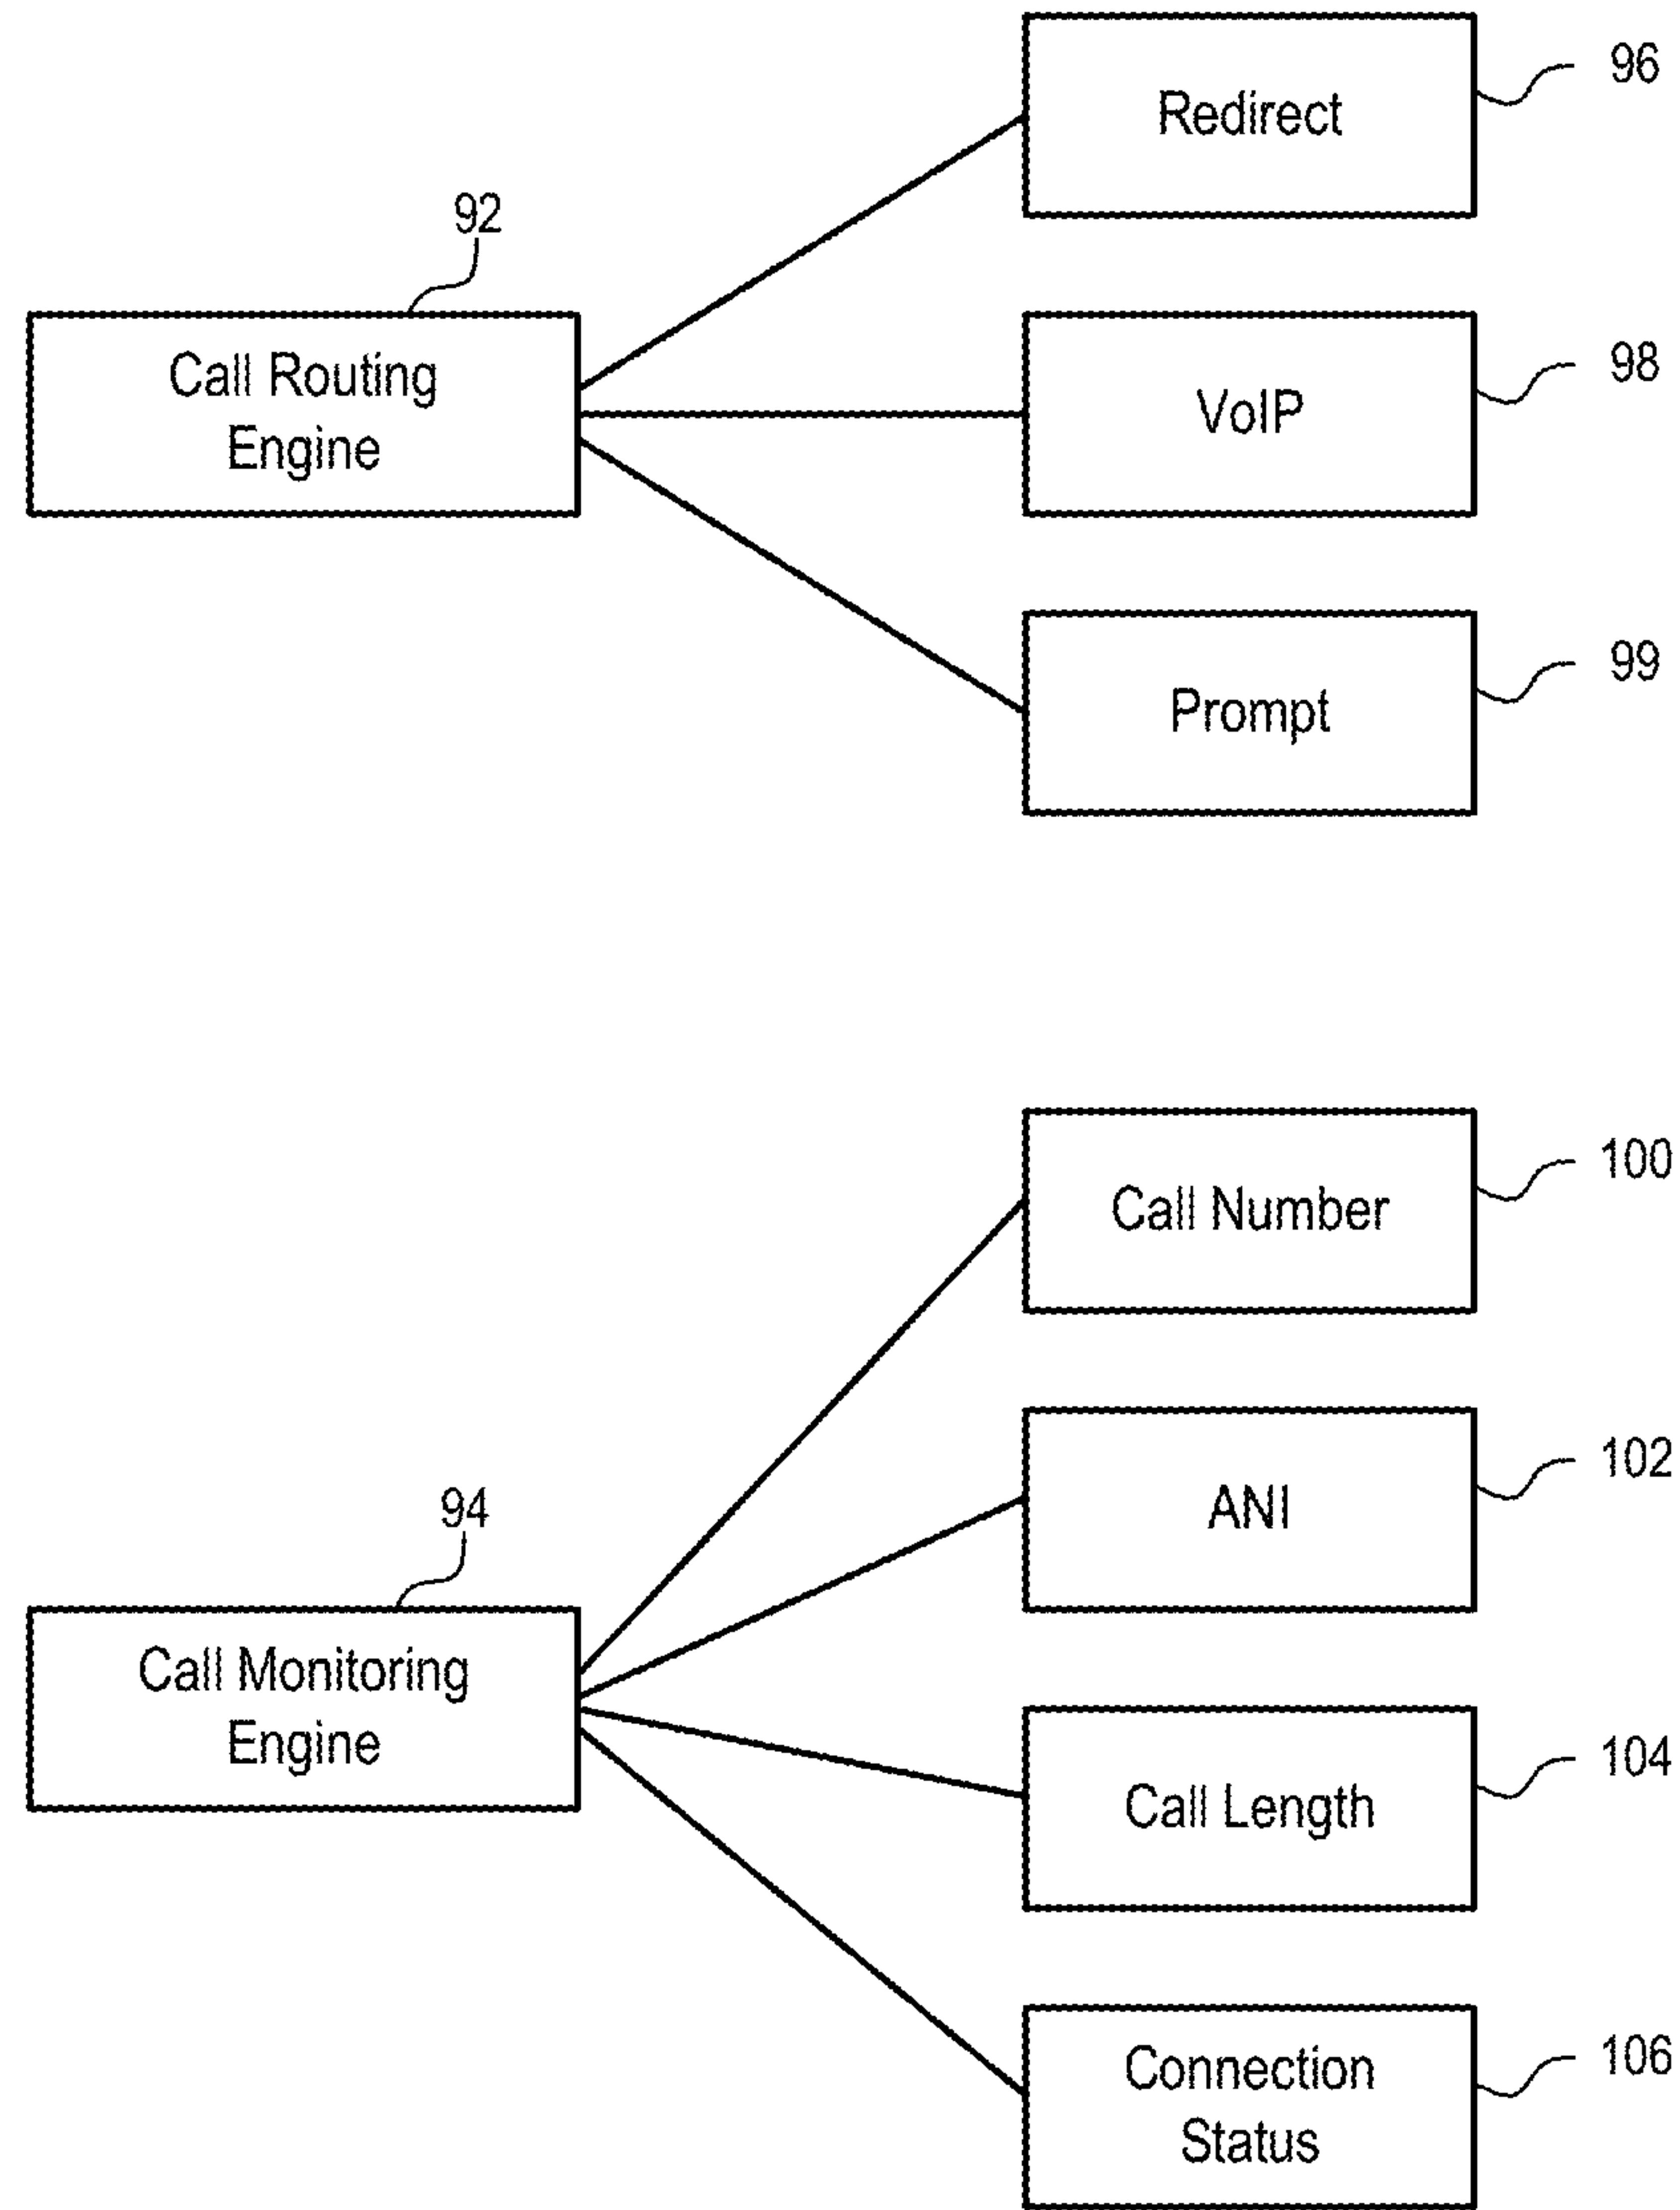 96
Redirect
92
98
Call Routing
Engine
VoIP
99
Prompt
100
Call Number
102
94
ANI
Call Monitoring
Engine
104
Call Length
106
Connection
Status